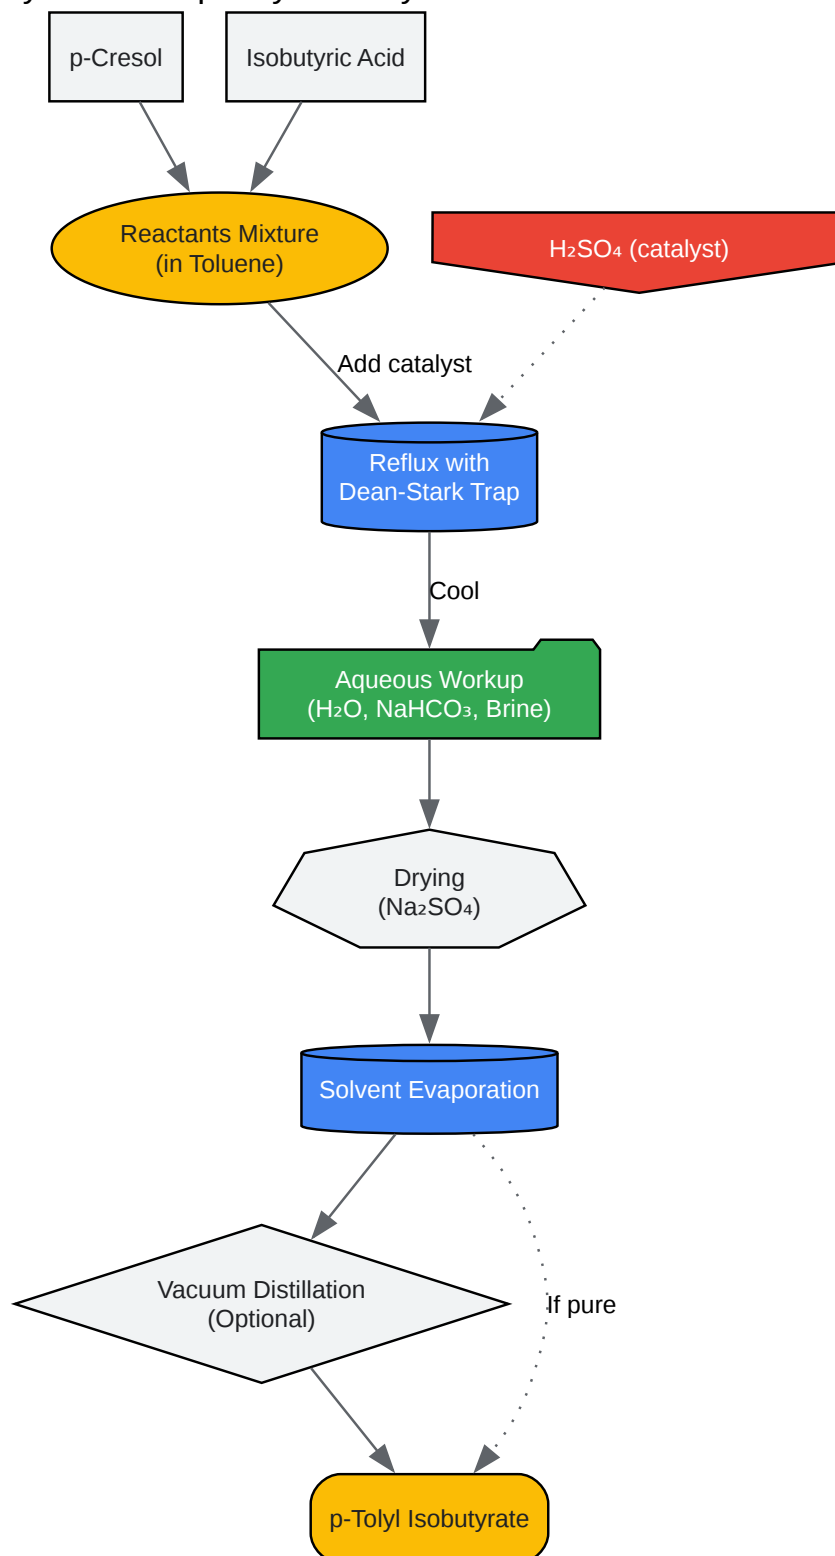 p-Cresol
Isobutyric Acid
Reactants Mixture
(in Toluene)
H₂SO₄ (catalyst)
Add catalyst
Reflux with
Dean-Stark Trap
Cool
Aqueous Workup
(H₂O, NaHCO₃, Brine)
Drying
(Na₂SO₄)
Solvent Evaporation
Vacuum Distillation
(Optional)
If pure
p-Tolyl Isobutyrate